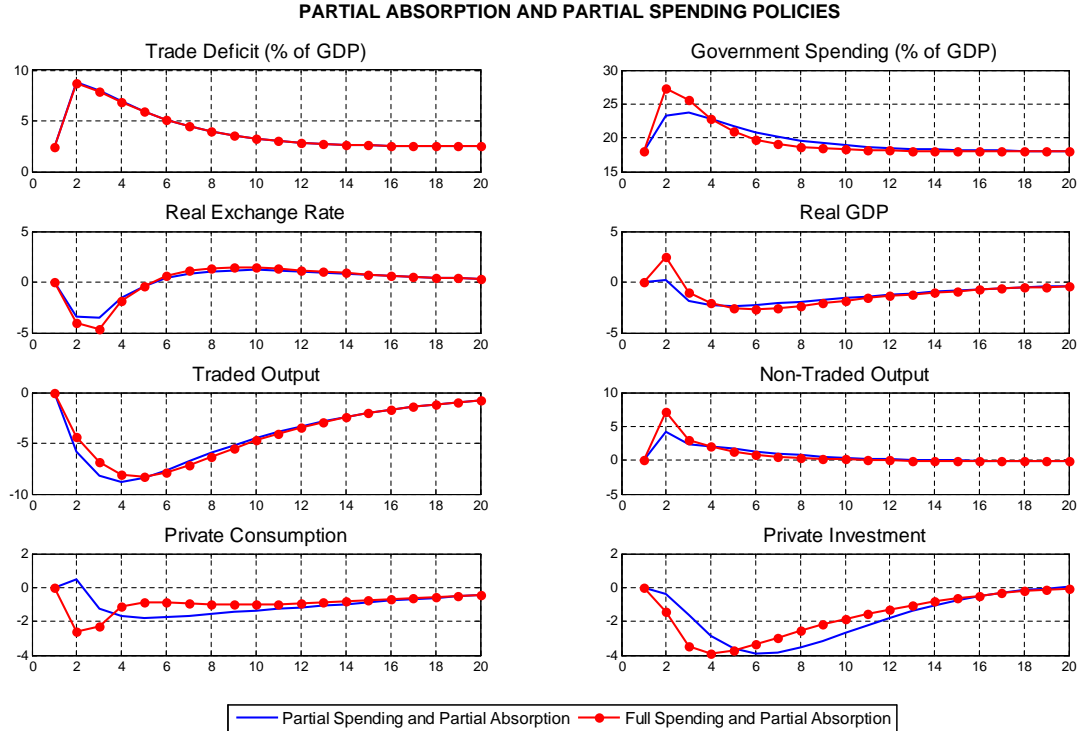 PARTIAL ABSORPTION AND PARTIAL SPENDING POLICIES
Trade Deficit (% of GDP)
10
5
0
0 2 4 6 8 10 12 14 16 18 20
Government Spending (% of GDP)
30
25
20
15
0 2 4 6 8 10 12 14 16 18 20
Real Exchange Rate
5
0
-5
0 2 4 6 8 10 12 14 16 18 20
Real GDP
5
0
-5
0 2 4 6 8 10 12 14 16 18 20
Traded Output
0
-5
-10
0 2 4 6 8 10 12 14 16 18 20
Non-Traded Output
10
5
0
-5
0 2 4 6 8 10 12 14 16 18 20
Private Consumption
2
0
-2
-4
0 2 4 6 8 10 12 14 16 18 20
Private Investment
2
0
-2
-4
0 2 4 6 8 10 12 14 16 18 20
Partial Spending and Partial Absorption
Full Spending and Partial Absorption